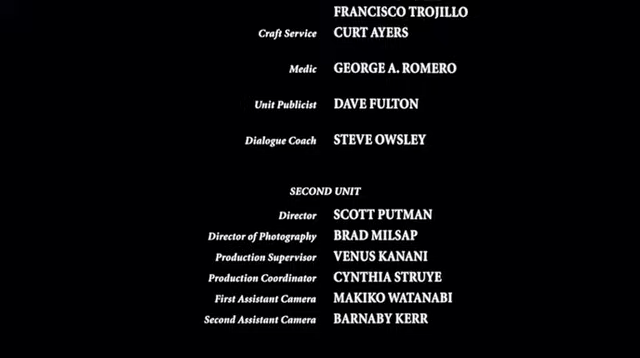 FRANCISCO TROJILLO
Craft Service CURT AYERS
Medic GEORGE A. ROMERO
Unit Publicist DAVE FULTON
Dialogue Coach STEVE OWSLEY
SECOND UNIT
Director SCOTT PUTMAN
Director of Photography BRAD MILSAP
Production Supervisor VENUS KANANI
Production Coordinator CYNTHIA STRUYE
First Assistant Camera MAKIKO WATANABI
Second Assistant Camera BARNABY KERR